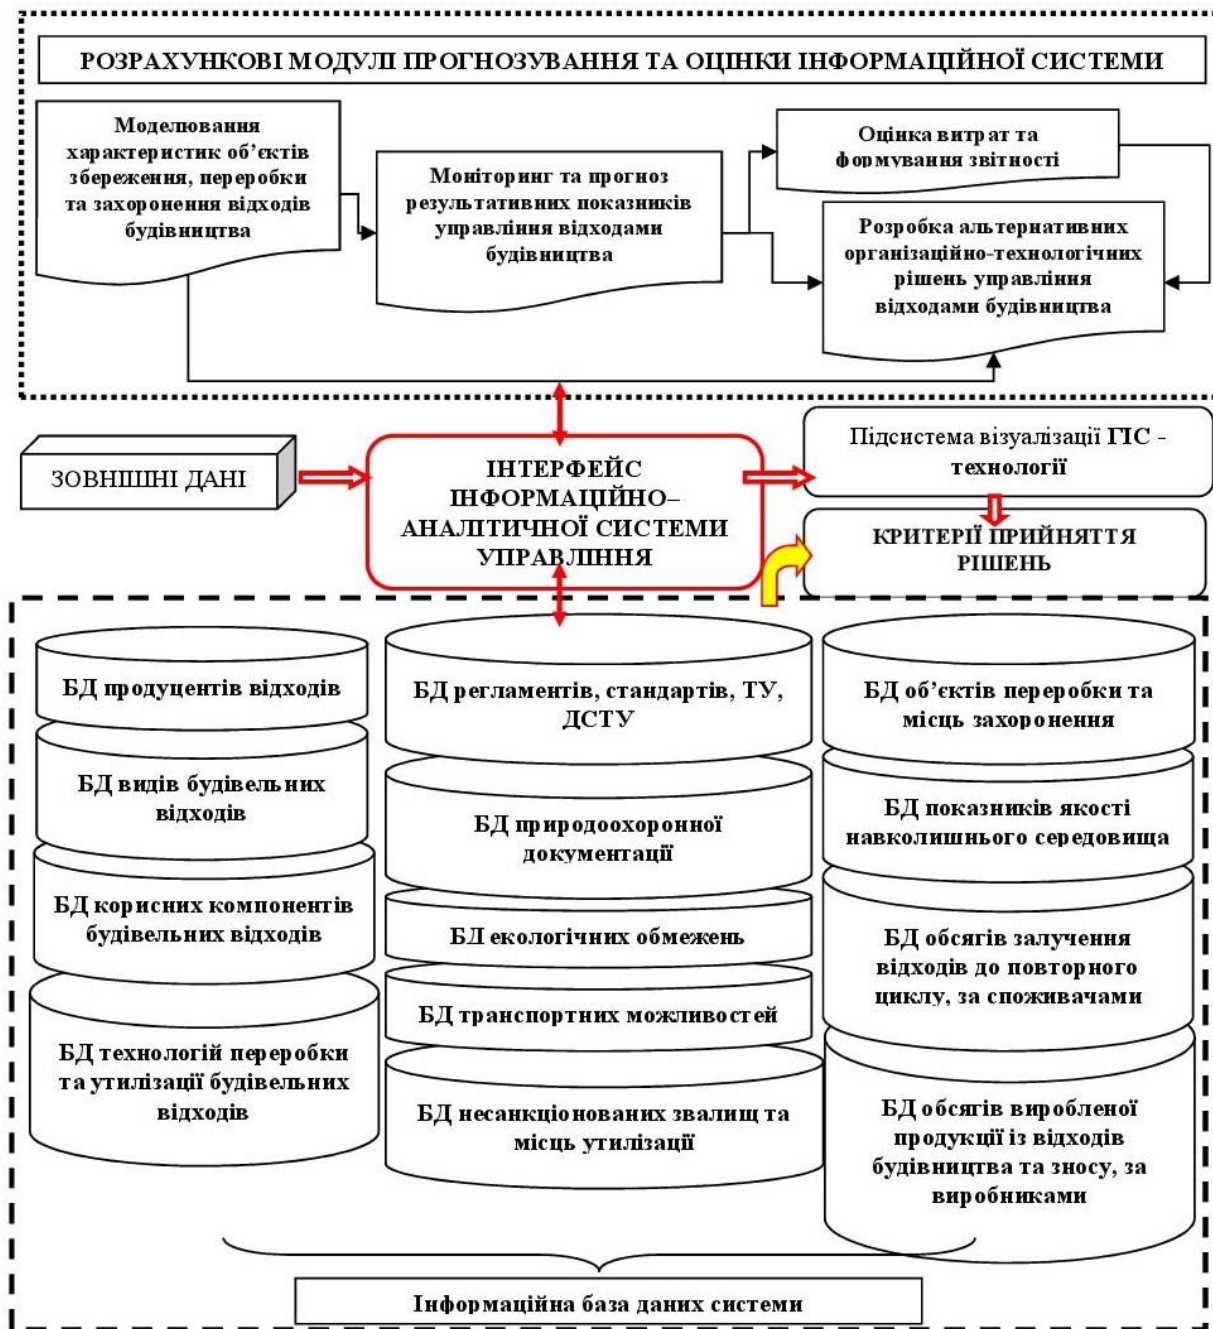 РОЗРАХУНКОВІ МОДУЛІ ПРОГНОЗУВАННЯ ТА ОЦІНКИ ІНФОРМАЦІЙНОЇ СИСТЕМИ
Моделювання
характеристик об’єктів
збереження, переробки
та захоронення відходів
будівництва
Моніторинг та прогноз
результативних показників
управління відходами
будівництва
Оцінка витрат та
формування звітності
Розробка альтернативних
організаційно-технологічних
рішень управління
відходами будівництва
ЗОВНІШНІ ДАНІ
ІНТЕРФЕЙС
ІНФОРМАЦІЙНО–
АНАЛІТИЧНОЇ СИСТЕМИ
УПРАВЛІННЯ
Підсистема візуалізації ГІС -
технології
КРИТЕРІЇ ПРИЙНЯТТЯ
РІШЕНЬ
БД продуцентів відходів
БД видів будівельних
відходів
БД корисних компонентів
будівельних відходів
БД технологій переробки
та утилізації будівельних
відходів
БД регламентів, стандартів, ТУ,
ДСТУ
БД природоохоронної
документації
БД екологічних обмежень
БД транспортних можливостей
БД несанкціонованих звалищ та
місць утилізації
БД об’єктів переробки та
місць захоронення
БД показників якості
навколишнього середовища
БД обсягів залучення
відходів до повторного
циклу, за споживачами
БД обсягів виробленої
продукції із відходів
будівництва та зносу, за
виробниками
Інформаційна база даних системи